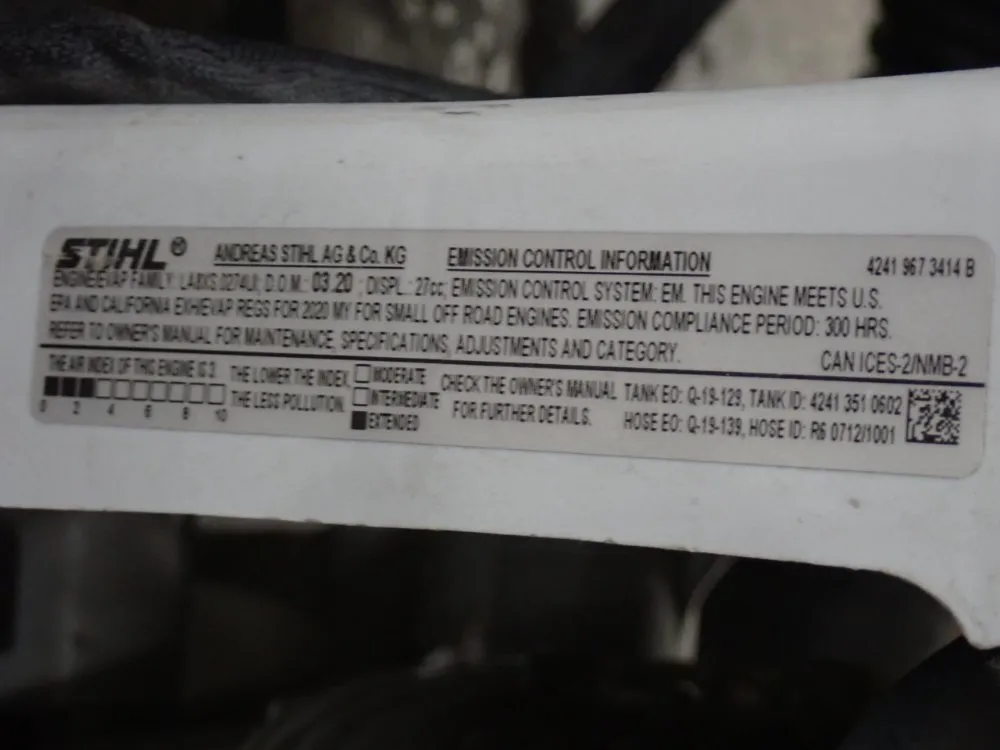 STIHL® ANDREAS STIHL AG & Co. KG EMISSION CONTROL INFORMATION 4241 967 3414 B
ENGINE/EVAP FAMILY: D.O.M.: 03.20 ; DISPL.: 27cc; EMISSION CONTROL SYSTEM: EM. THIS ENGINE MEETS U.S.
EPA AND CALIFORNIA EXH/EVAP REGS FOR 2020 MY FOR SMALL OFF ROAD ENGINES. EMISSION COMPLIANCE PERIOD: 300 HRS.
REFER TO OWNER'S MANUAL FOR MAINTENANCE, SPECIFICATIONS, ADJUSTMENTS AND CATEGORY. CAN ICES-2/NMB-2
THE AIR INDEX OF THIS ENGINE IS 3. THE LOWER THE INDEX, MODERATE CHECK THE OWNER'S MANUAL TANK EO: Q-19-129, TANK ID: 4241 351 0602
THE LESS POLLUTION. INTERMEDIATE FOR FURTHER DETAILS. HOSE EO: Q-19-139, HOSE ID: R6 0712/1001
0 2 4 6 8 10 EXTENDED